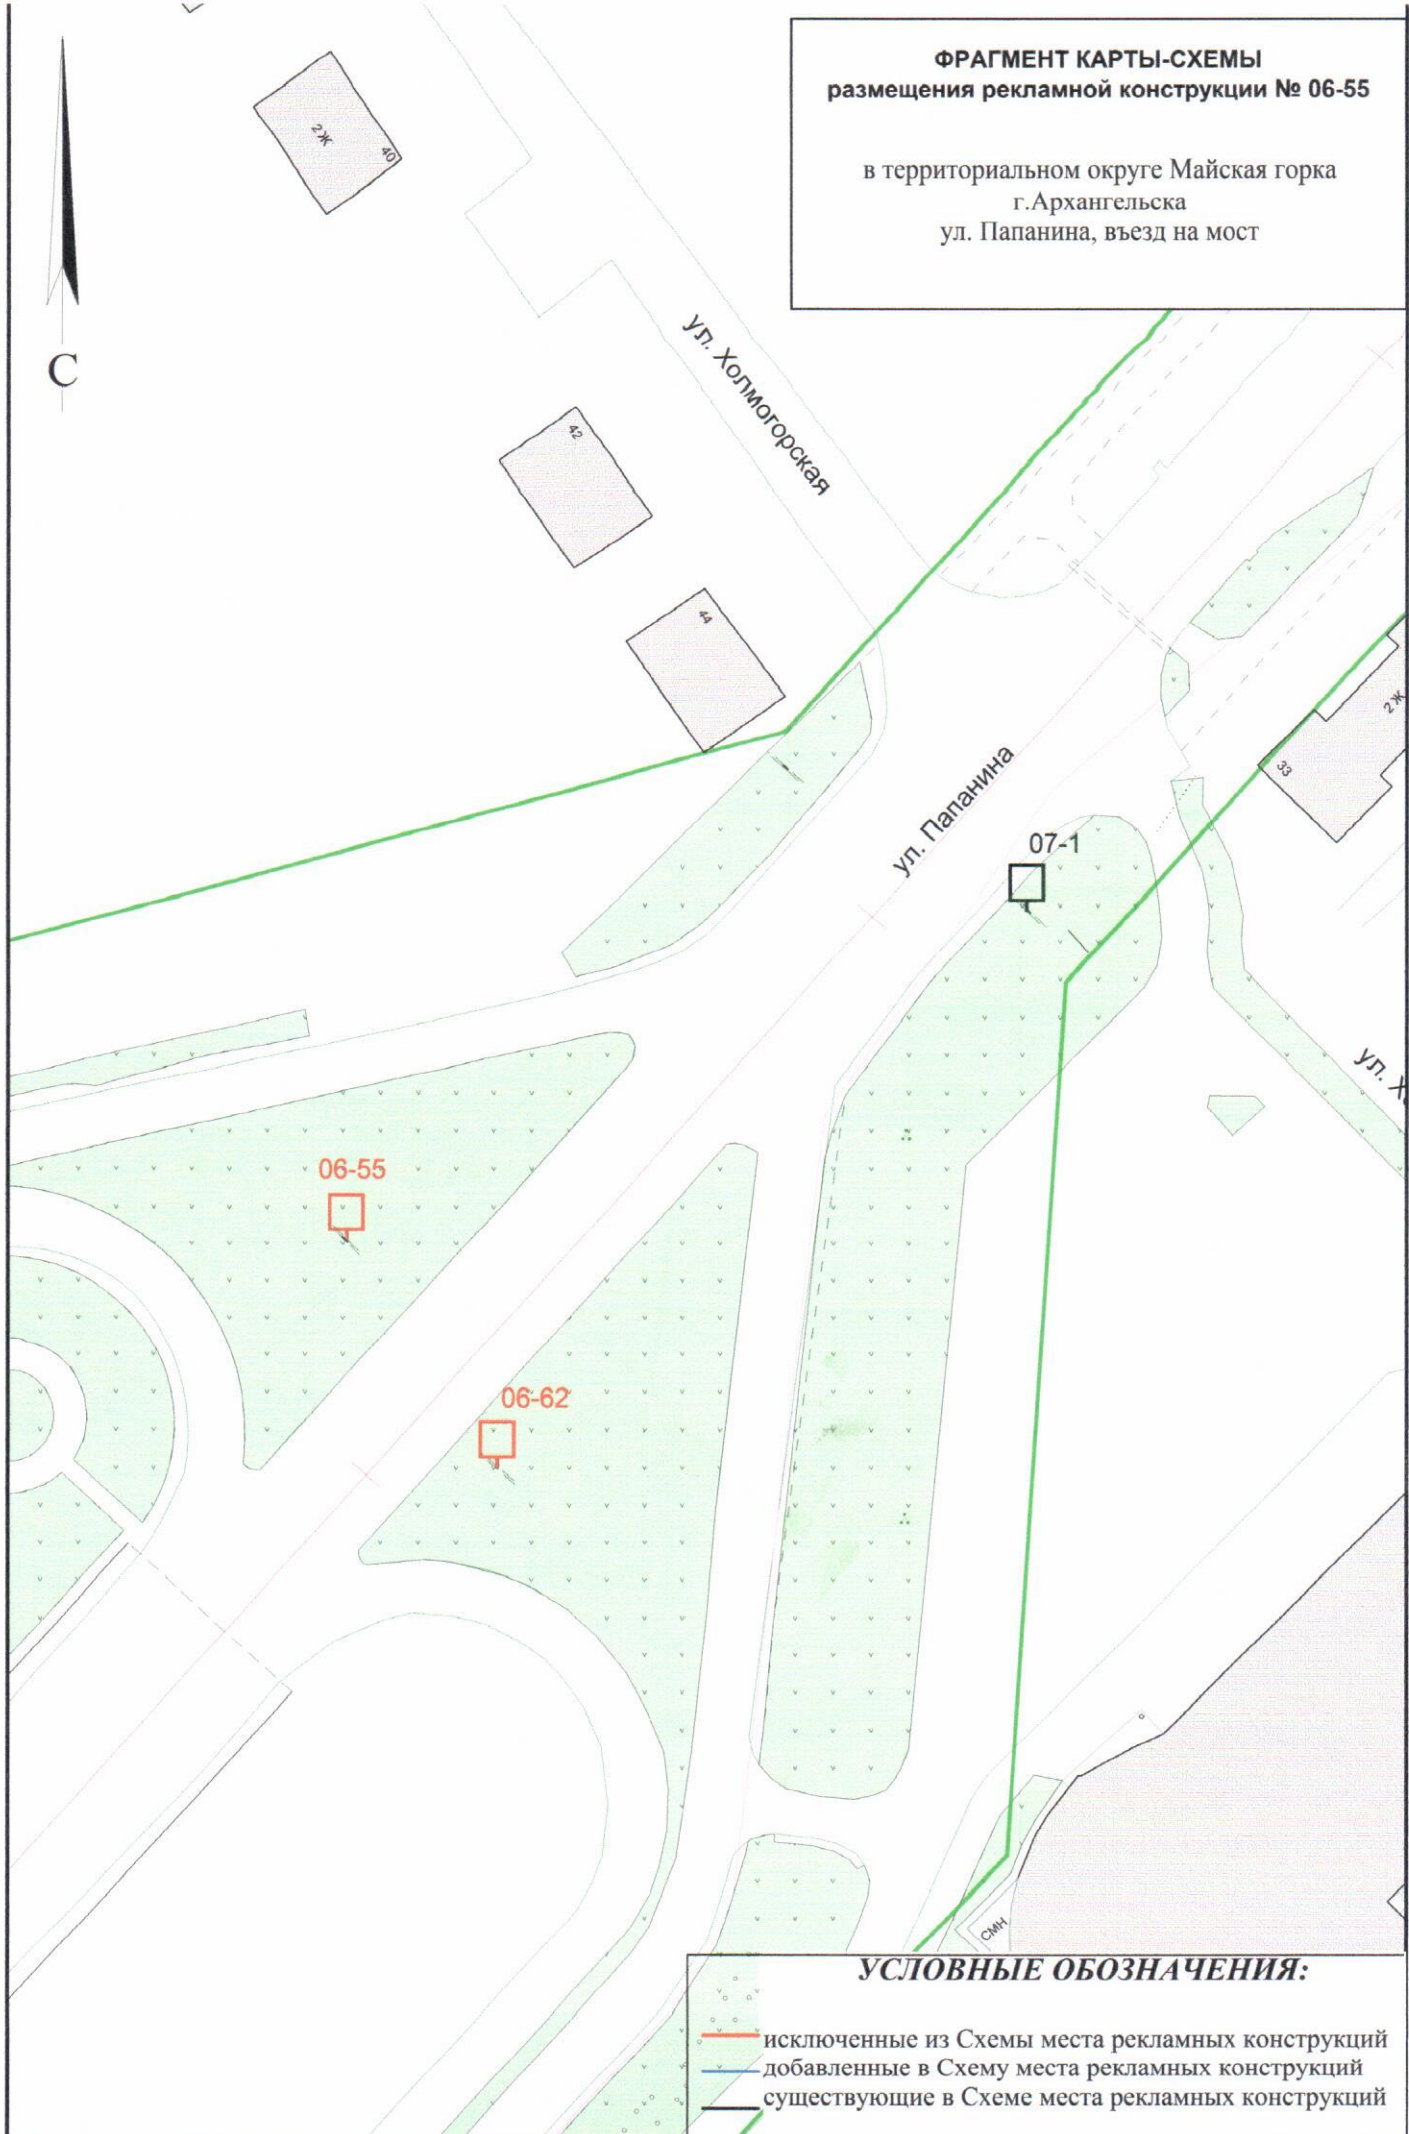 ФРАГМЕНТ КАРТЫ-СХЕМЫ
размещения рекламной конструкции № 06-55
в территориальном округе Майская горка
г.Архангельска
ул. Папанина, въезд на мост
2Ж
40
С
ул. Холмогорская
42
44
2Ж
33
ул. Папанина
07-1
ул. Х
06-55
06-62
СМН
УСЛОВНЫЕ ОБОЗНАЧЕНИЯ:
исключенные из Схемы места рекламных конструкций
добавленные в Схему места рекламных конструкций
существующие в Схеме места рекламных конструкций